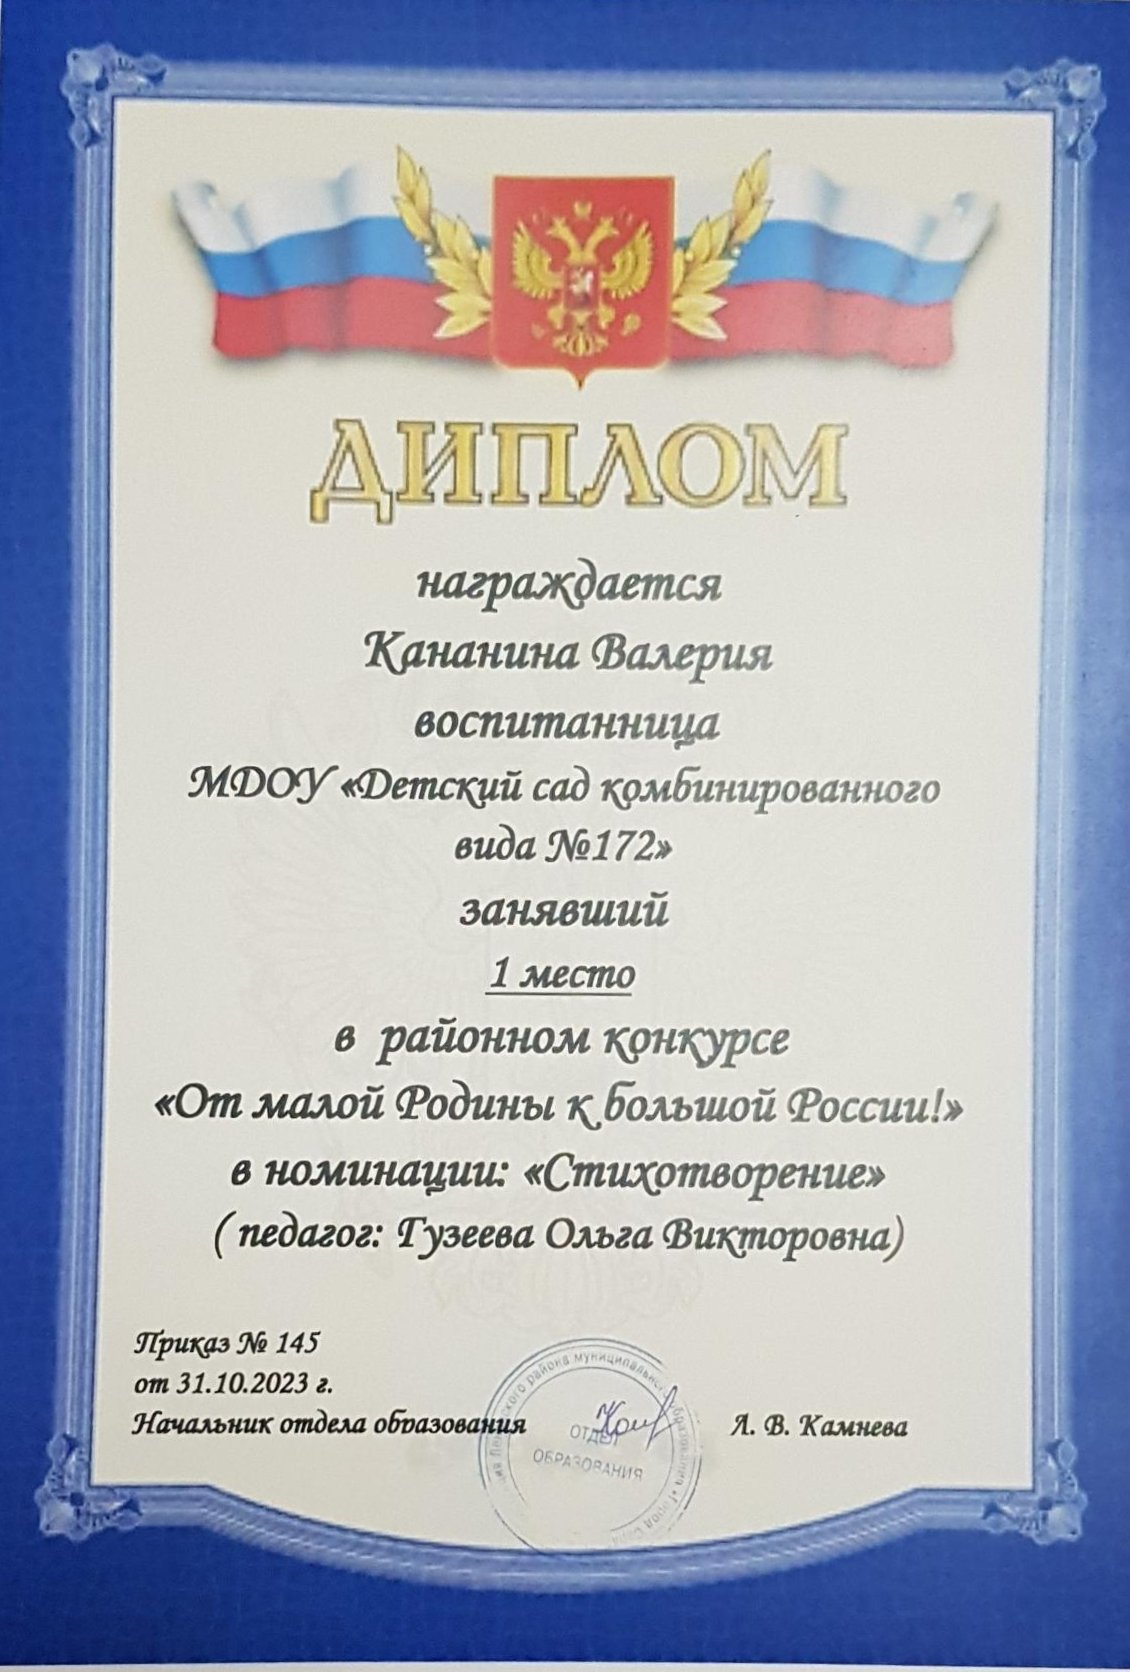 ДИПЛОМ
награждается
Кананина Валерия
воспитанница
МДОУ «Детский сад комбинированного
вида №172»
занявший
1 место
в районном конкурсе
«От малой Родины к большой России!»
в номинации: «Стихотворение»
( педагог: Гузеева Ольга Викторовна)
Приказ № 145
от 31.10.2023 г.
Начальник отдела образования
Л. В. Камнева
района муниципального
ОТДЕЛ
ОБРАЗОВАНИЯ